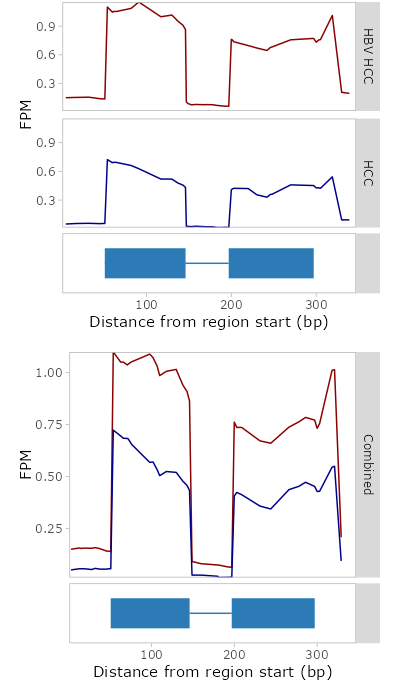 0.9
0.6
0.3
HBV HCC
FPM
0.9
0.6
0.3
HCC
100 200 300
Distance from region start (bp)
1.00
0.75
0.50
0.25
FPM
Combined
100 200 300
Distance from region start (bp)